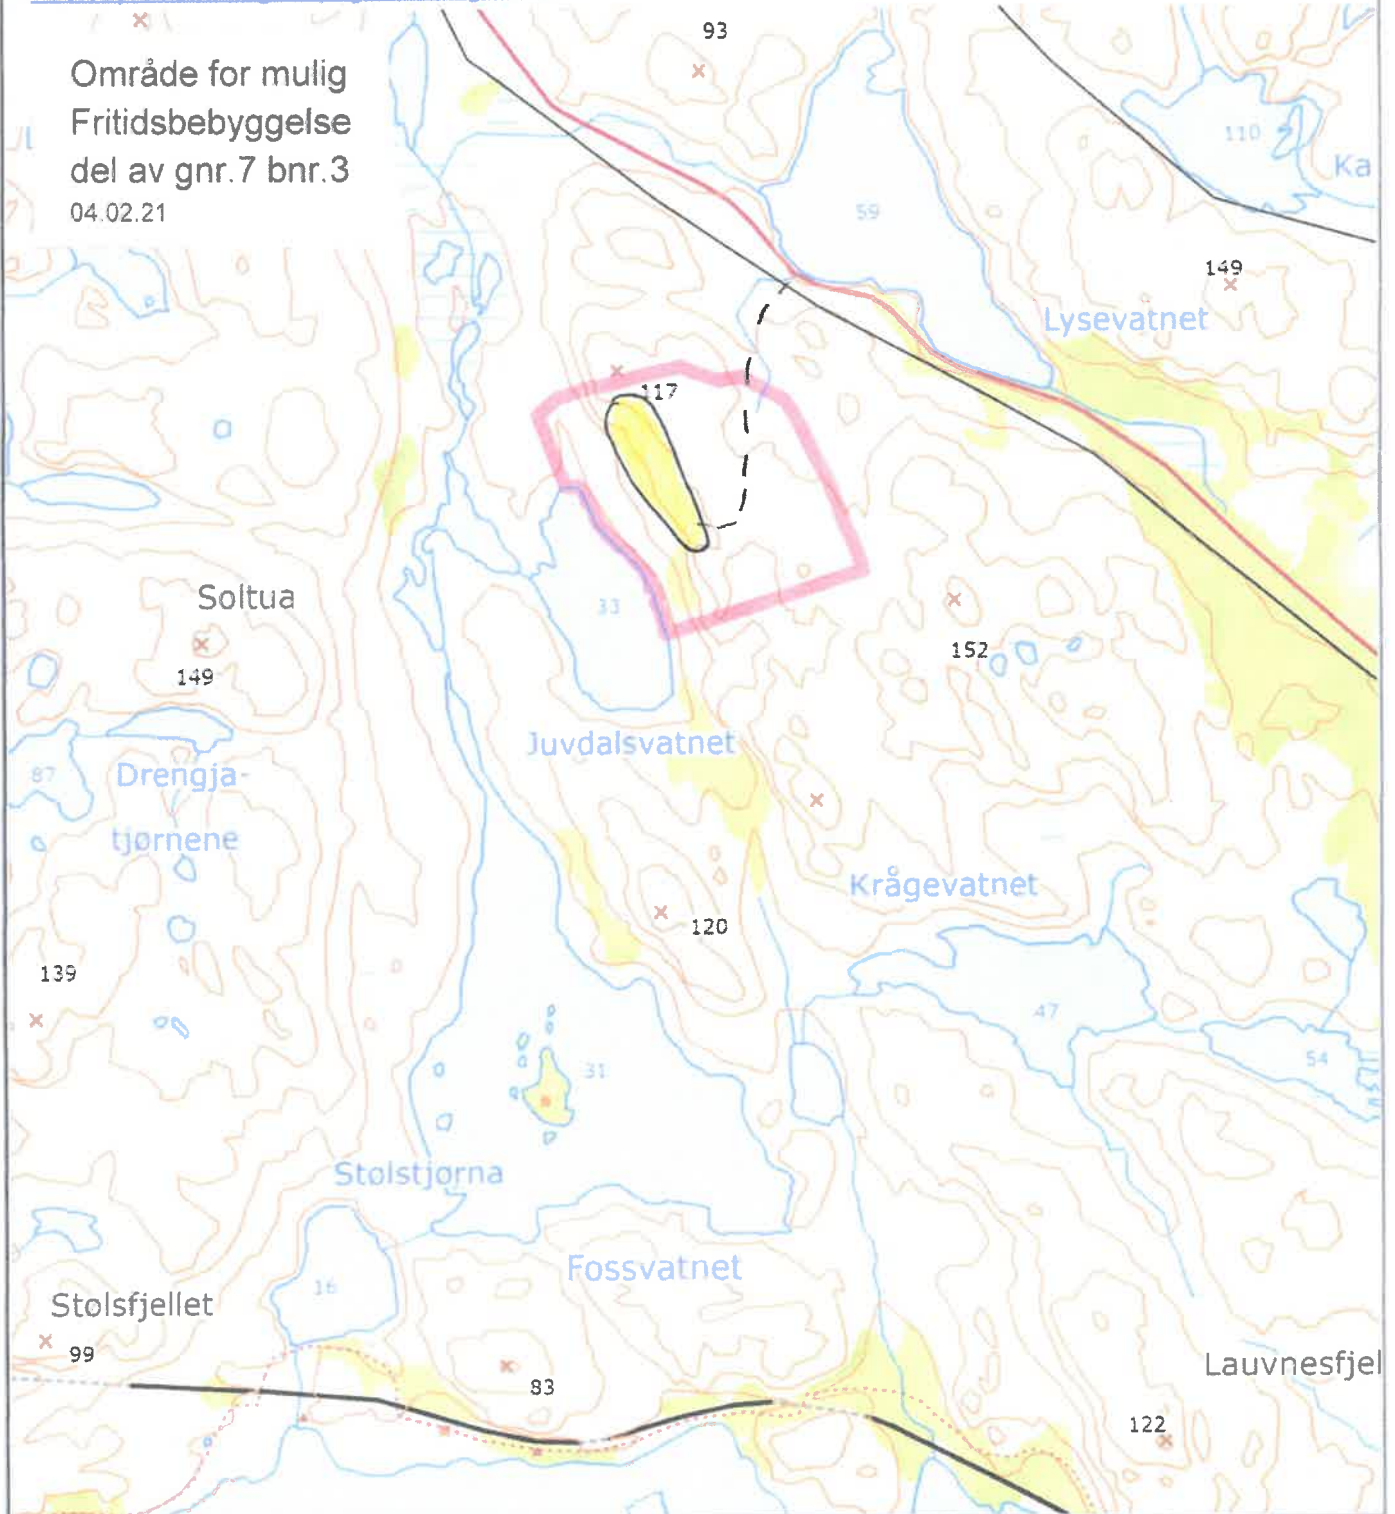 Område for mulig
Fritidsbebyggelse
del av gnr.7 bnr.3
04.02.21
93
110
Ka
59
149
Lysevatnet
117
Soltua
33
149
152
Juvdalsvatnet
87
Drengja-
tjørnene
Krågevatnet
120
139
47
31
54
Stølstjørna
Fossvatnet
16
Stølsfjellet
99
83
Lauvnesfjel
122